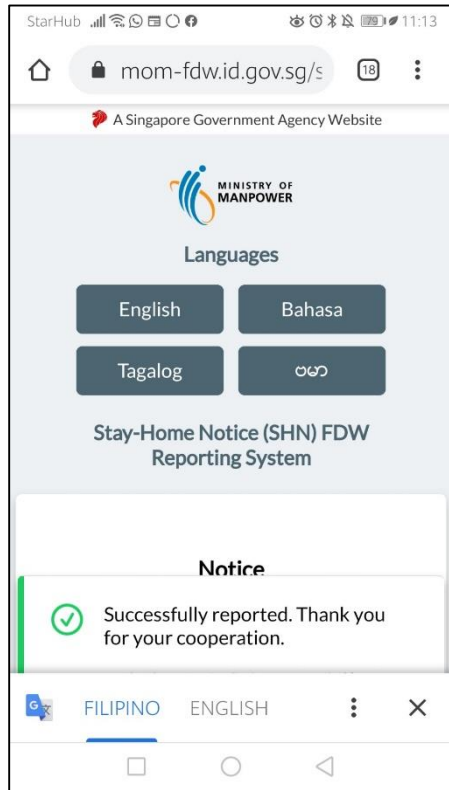 StarHub 79 11:13
mom-fdw.id.gov.sg/s 18
A Singapore Government Agency Website
MINISTRY OF
MANPOWER
Languages
English Bahasa
Tagalog ဗမာ
Stay-Home Notice (SHN) FDW
Reporting System
Notice
Successfully reported. Thank you
for your cooperation.
FILIPINO ENGLISH